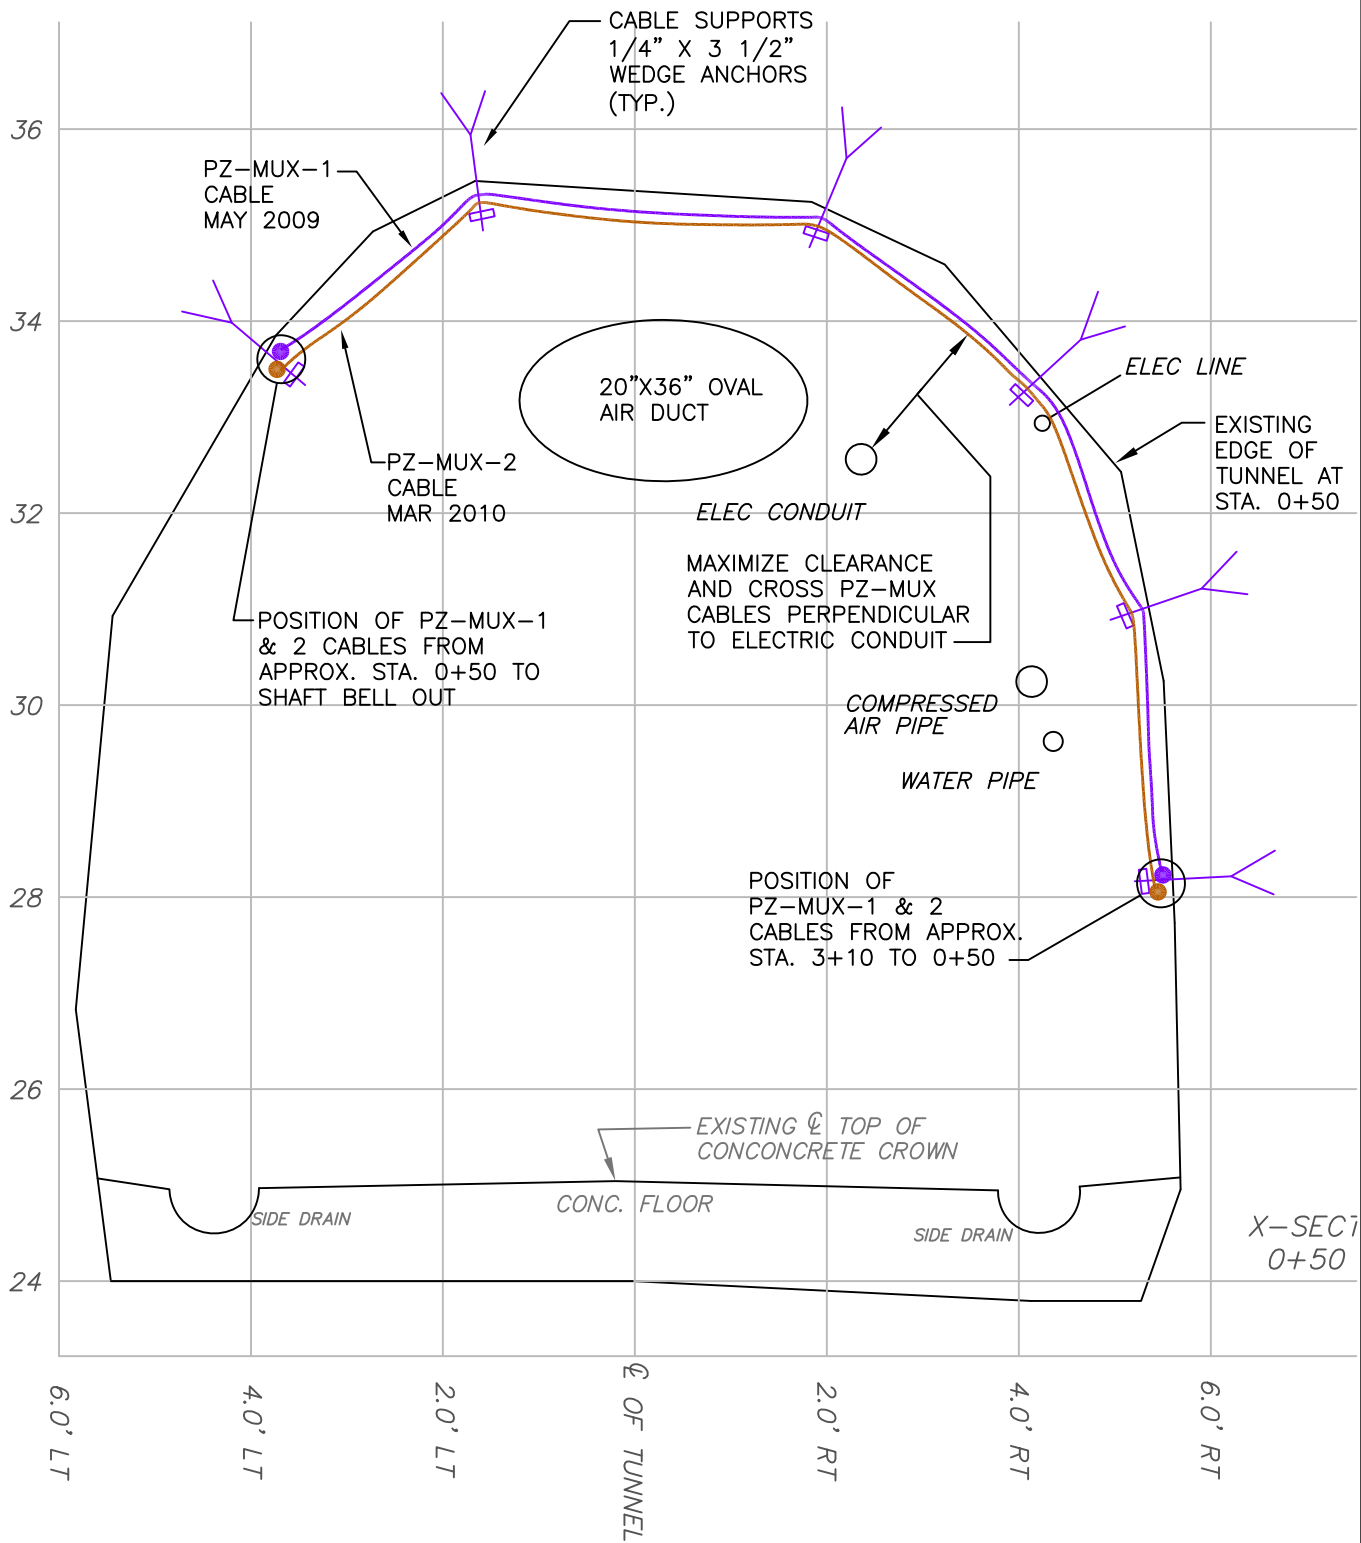 CABLE SUPPORTS
1/4” X 3 1/2”
WEDGE ANCHORS
(TYP.)
36
PZ-MUX-1
CABLE
MAY 2009
34
20”X36” OVAL
AIR DUCT
ELEC LINE
EXISTING
EDGE OF
TUNNEL AT
STA. 0+50
PZ-MUX-2
CABLE
MAR 2010
32
ELEC CONDUIT
MAXIMIZE CLEARANCE
AND CROSS PZ-MUX
CABLES PERPENDICULAR
TO ELECTRIC CONDUIT
POSITION OF PZ-MUX-1
& 2 CABLES FROM
APPROX. STA. 0+50 TO
SHAFT BELL OUT
30
COMPRESSED
AIR PIPE
WATER PIPE
28
POSITION OF
PZ-MUX-1 & 2
CABLES FROM APPROX.
STA. 3+10 TO 0+50
26
EXISTING ℄ TOP OF
CONCONCRETE CROWN
CONC. FLOOR
SIDE DRAIN
SIDE DRAIN
X-SECT
0+50
24
6.0' LT
4.0' LT
2.0' LT
℄ OF TUNNEL
2.0' RT
4.0' RT
6.0' RT